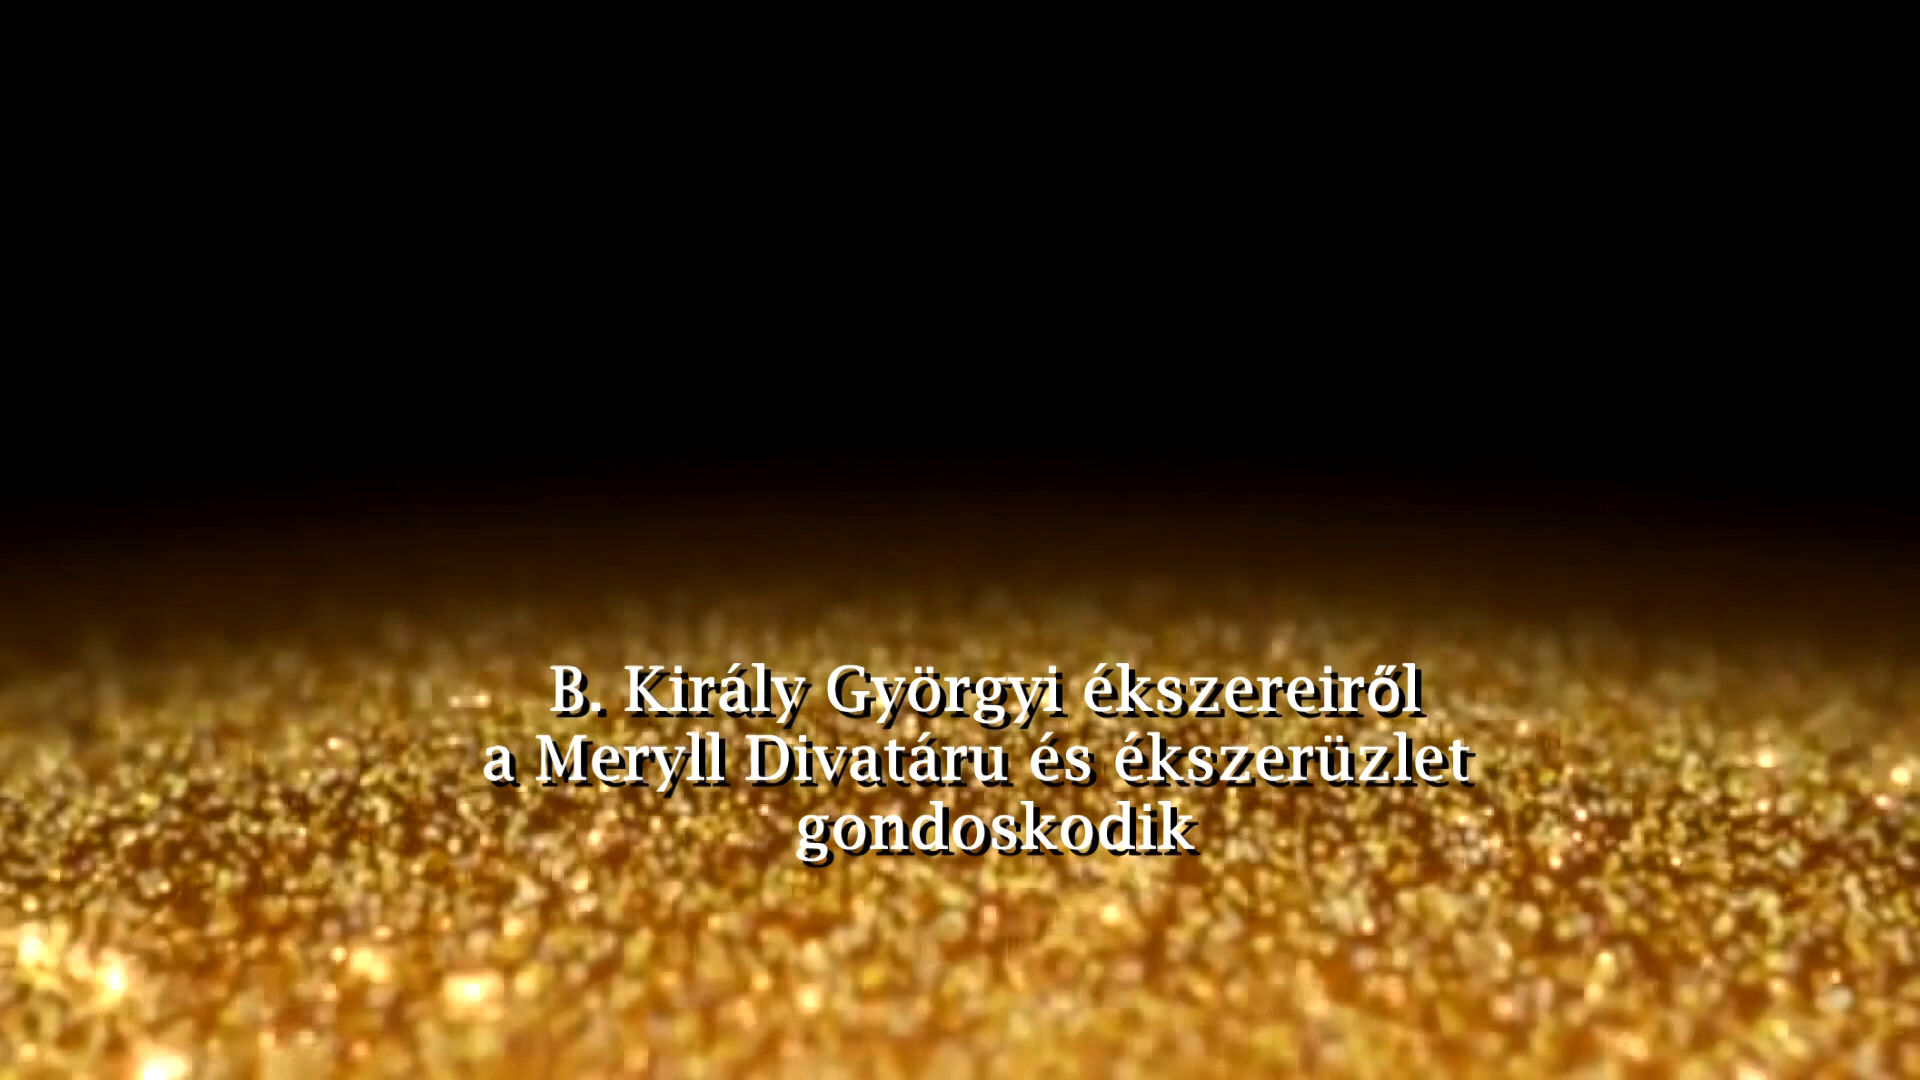 B. Király Györgyi ékszereiről
a Meryll Divatáru és ékszerüzlet
gondoskodik